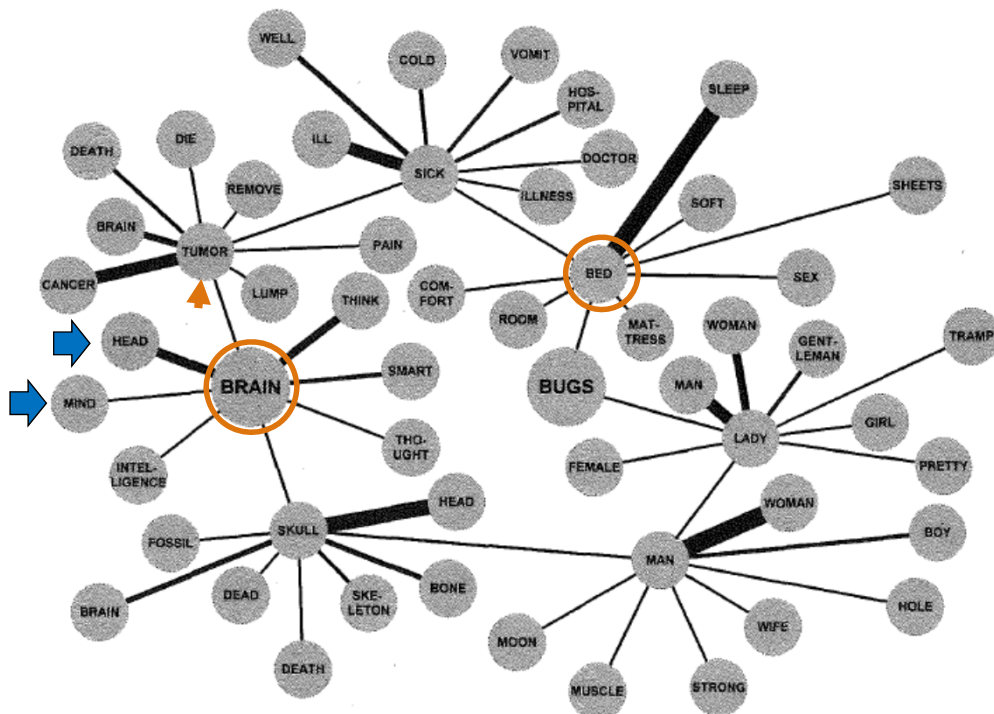 WELL
COLD
VOMIT
SLEEP
HOS-
PITAL
ILL
DIE
DEATH
DOCTOR
SICK
REMOVE
ILLNESS
SHEETS
SOFT
BRAIN
TUMOR
PAIN
BED
SEX
CANCER
LUMP
THINK
COM-
FORT
ROOM
MAT-
TRESS
WOMAN
GENT-
LEMAN
TRAMP
HEAD
BRAIN
SMART
BUGS
MAN
MIND
GIRL
LADY
THO-
UGHT
FEMALE
PRETTY
INTEL-
LIGENCE
HEAD
WOMAN
SKULL
BOY
FOSSIL
MAN
BONE
DEAD
SKE-
LETON
HOLE
BRAIN
WIFE
MOON
DEATH
MUSCLE
STRONG